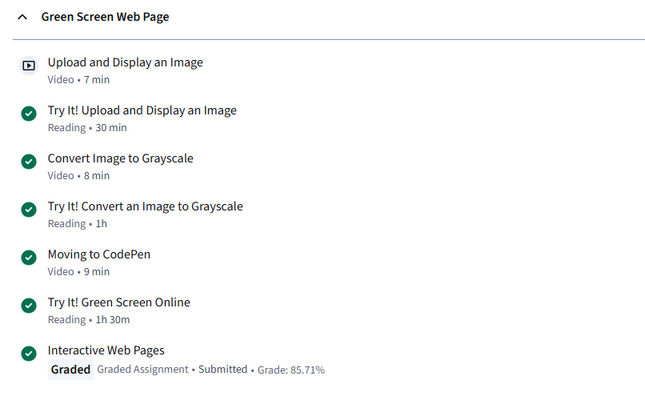 Green Screen Web Page
Upload and Display an Image
Video • 7 min
Try It! Upload and Display an Image
Reading • 30 min
Convert Image to Grayscale
Video • 8 min
Try It! Convert an Image to Grayscale
Reading • 1h
Moving to CodePen
Video • 9 min
Try It! Green Screen Online
Reading • 1h 30m
Interactive Web Pages
Graded Graded Assignment • Submitted • Grade: 85.71%